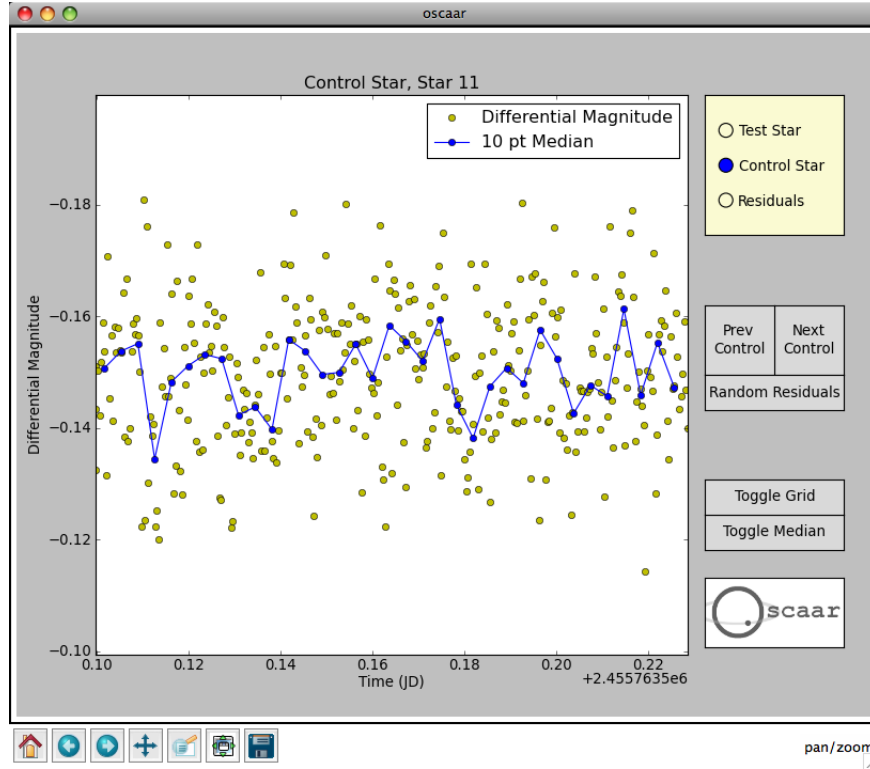 oscaar
Control Star, Star 11
Differential Magnitude
10 pt Median
Test Star
Control Star
Residuals
−0.18
−0.16
−0.14
−0.12
−0.10
Differential Magnitude
0.10 0.12 0.14 0.16 0.18 0.20 0.22
Time (JD)
+2.4557635e6
Prev Control
Next Control
Random Residuals
Toggle Grid
Toggle Median
Oscaar
pan/zoom